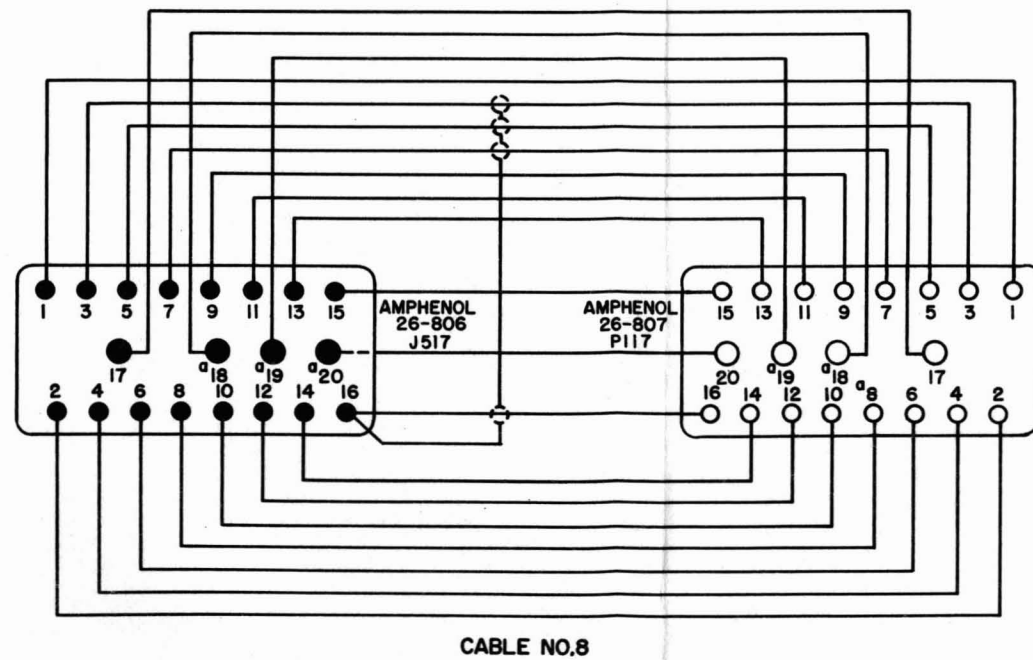 1 3 5 7 9 11 13 15
AMPHENOL
26-806
J517
AMPHENOL
26-807
P117
15 13 11 9 7 5 3 1
17 a18 a19 a20
20 a19 a18 17
2 4 6 8 10 12 14 16
16 14 12 10 a8 6 4 2
CABLE NO.8